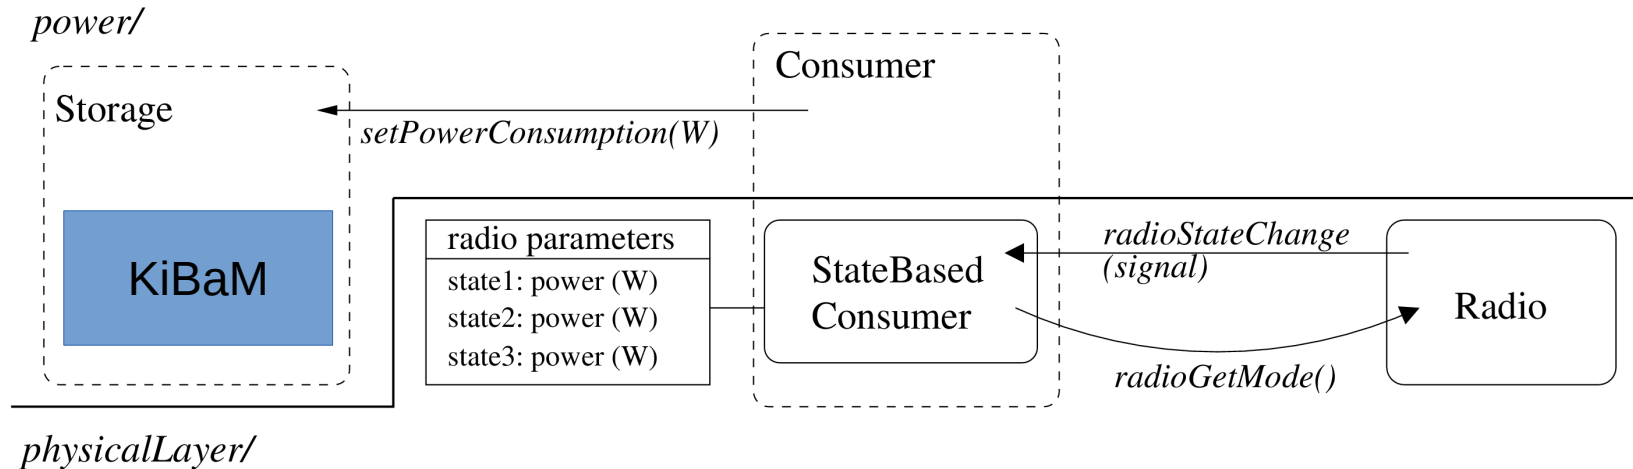 power/
Storage
KiBaM
setPowerConsumption(W)
Consumer
radio parameters
state1: power (W)
state2: power (W)
state3: power (W)
StateBased
Consumer
radioStateChange
(signal)
radioGetMode()
Radio
physicalLayer/